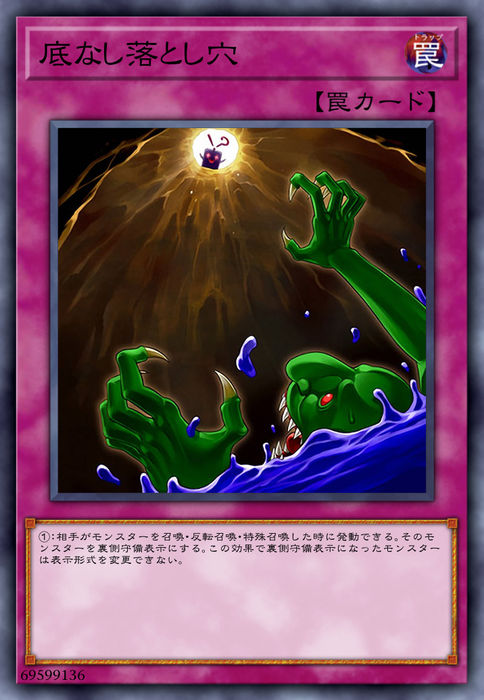 底なし落とし穴
トラップ
罠
【罠カード】
!?
①:相手がモンスターを召喚・反転召喚・特殊召喚した時に発動できる。そのモ
ンスターを裏側守備表示にする。この効果で裏側守備表示になったモンスター
は表示形式を変更できない。
69599136